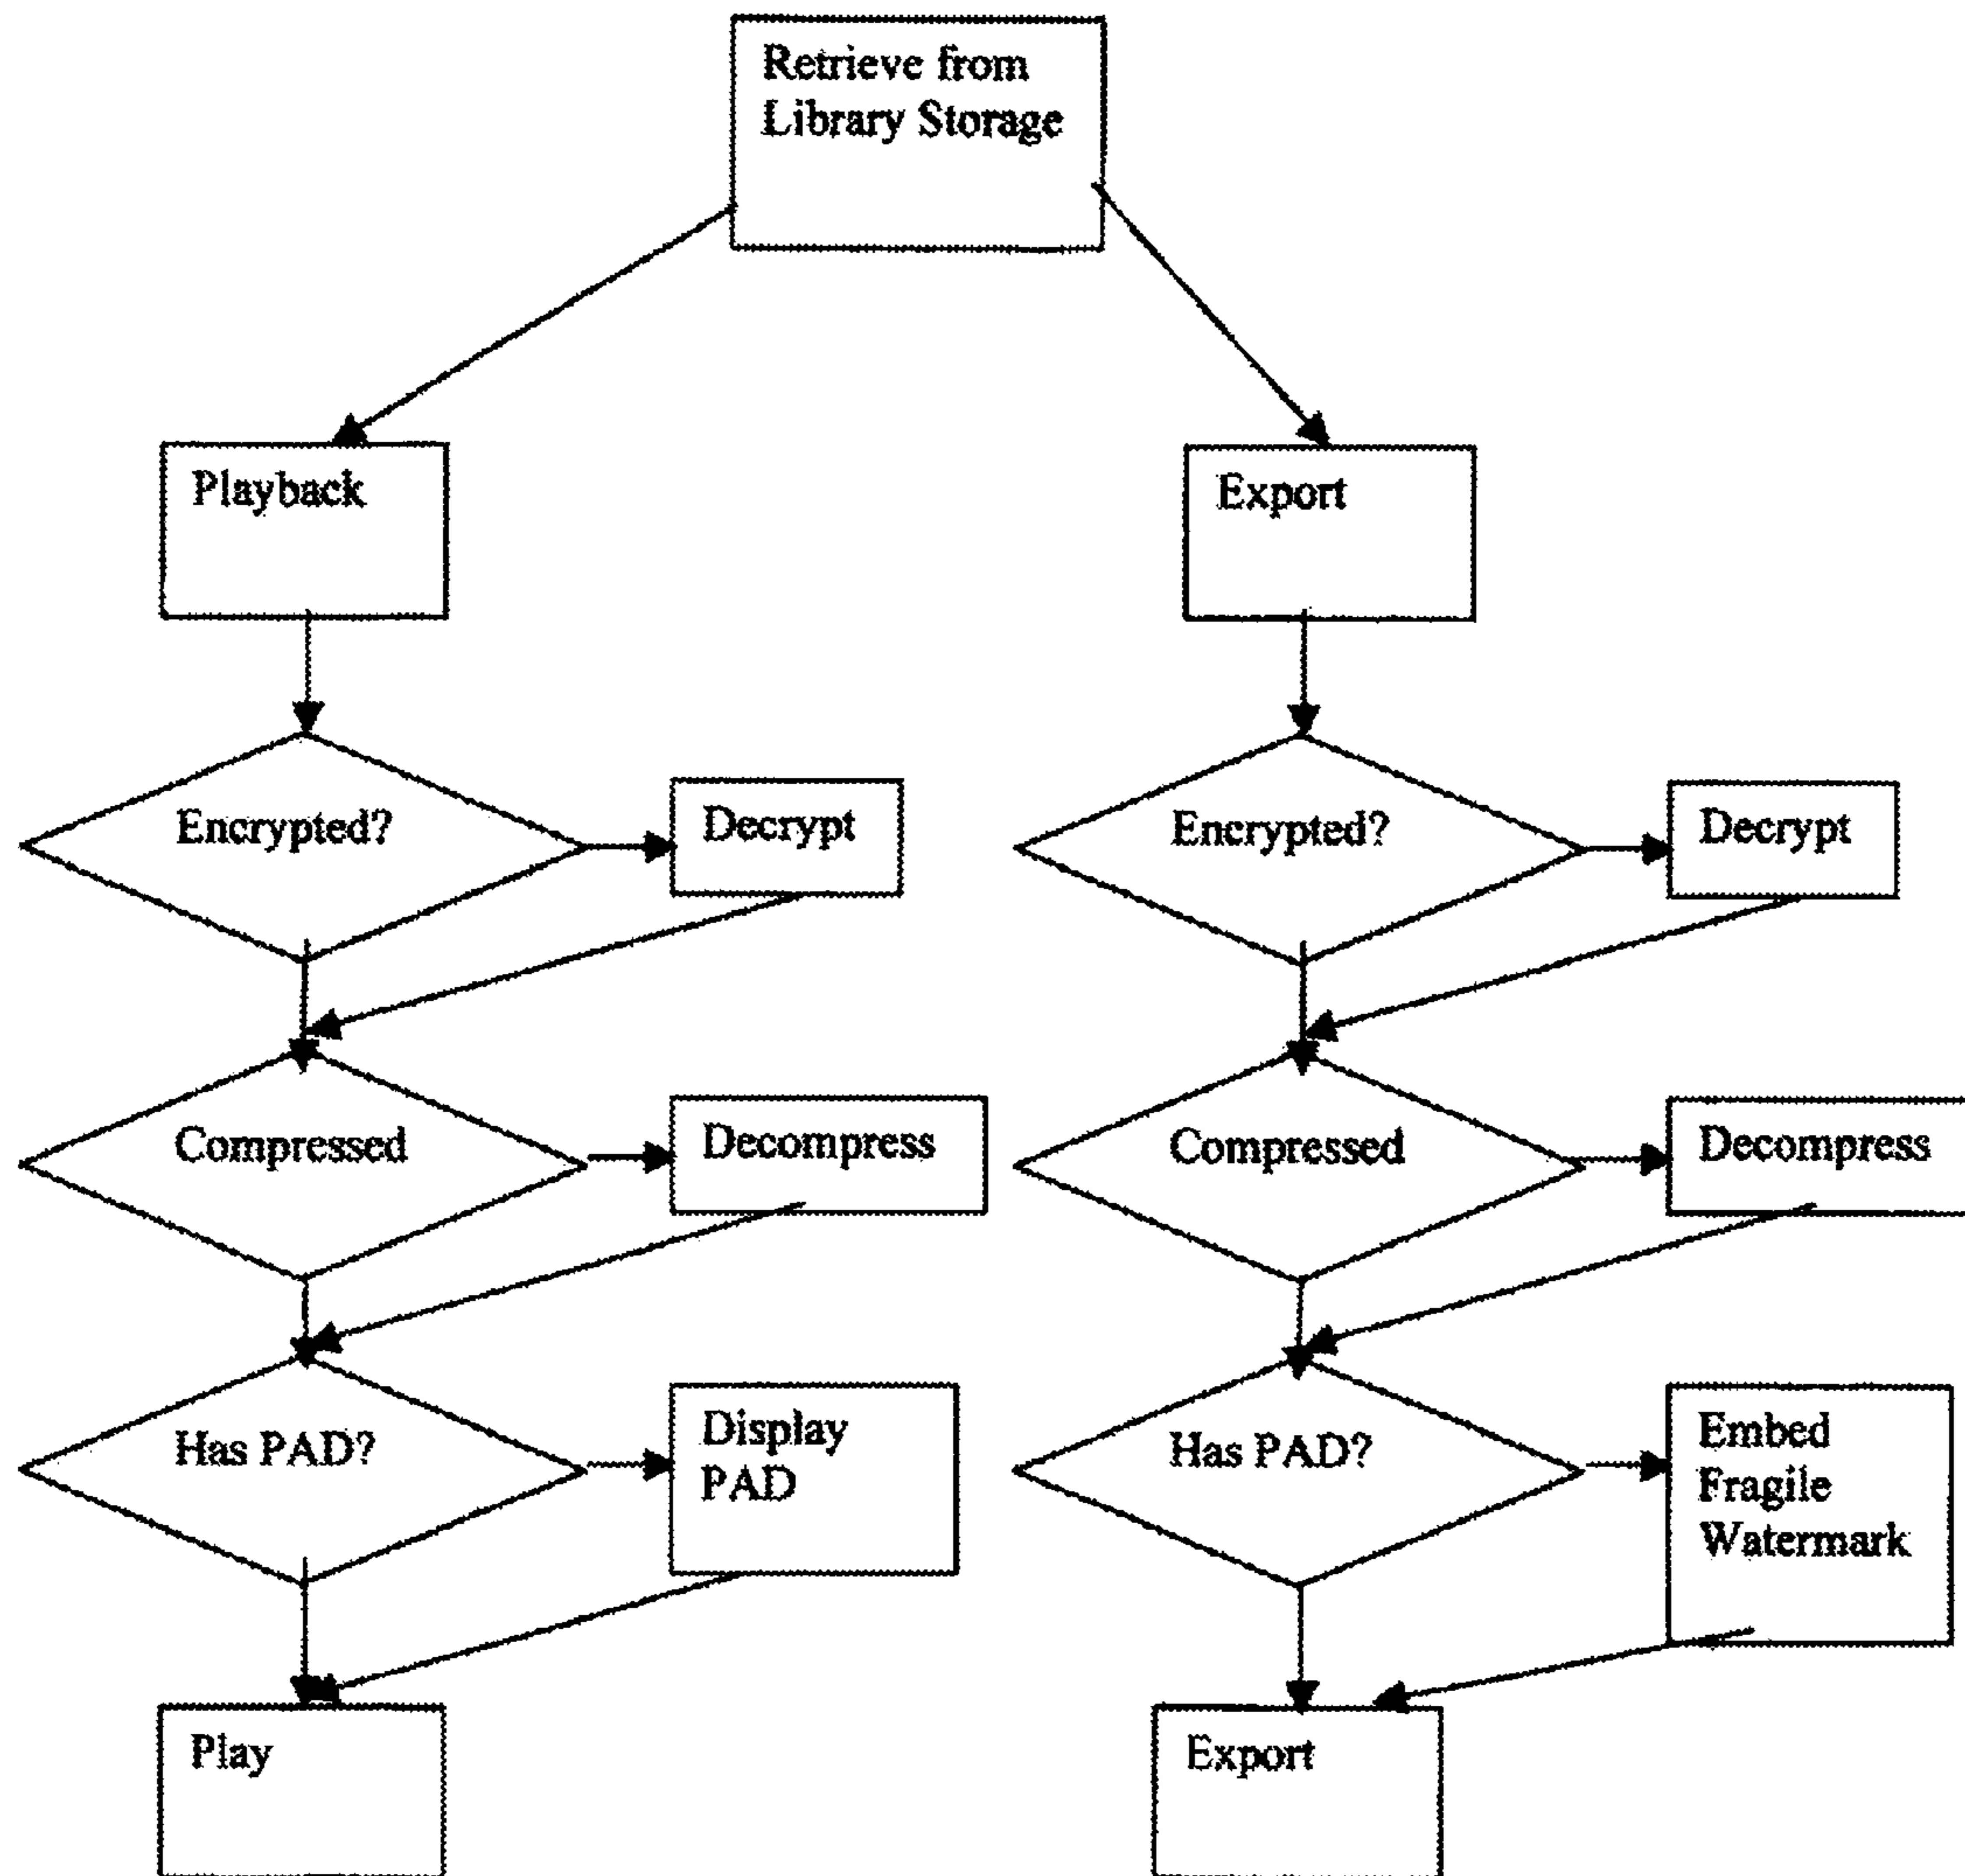 Retrieve from
Library Storage
Playback
Export
Encrypted?
Decrypt
Encrypted?
Decrypt
Compressed
Decompress
Compressed
Decompress
Has PAD?
Display
PAD
Has PAD?
Embed
Fragile
Watermark
Play
Export